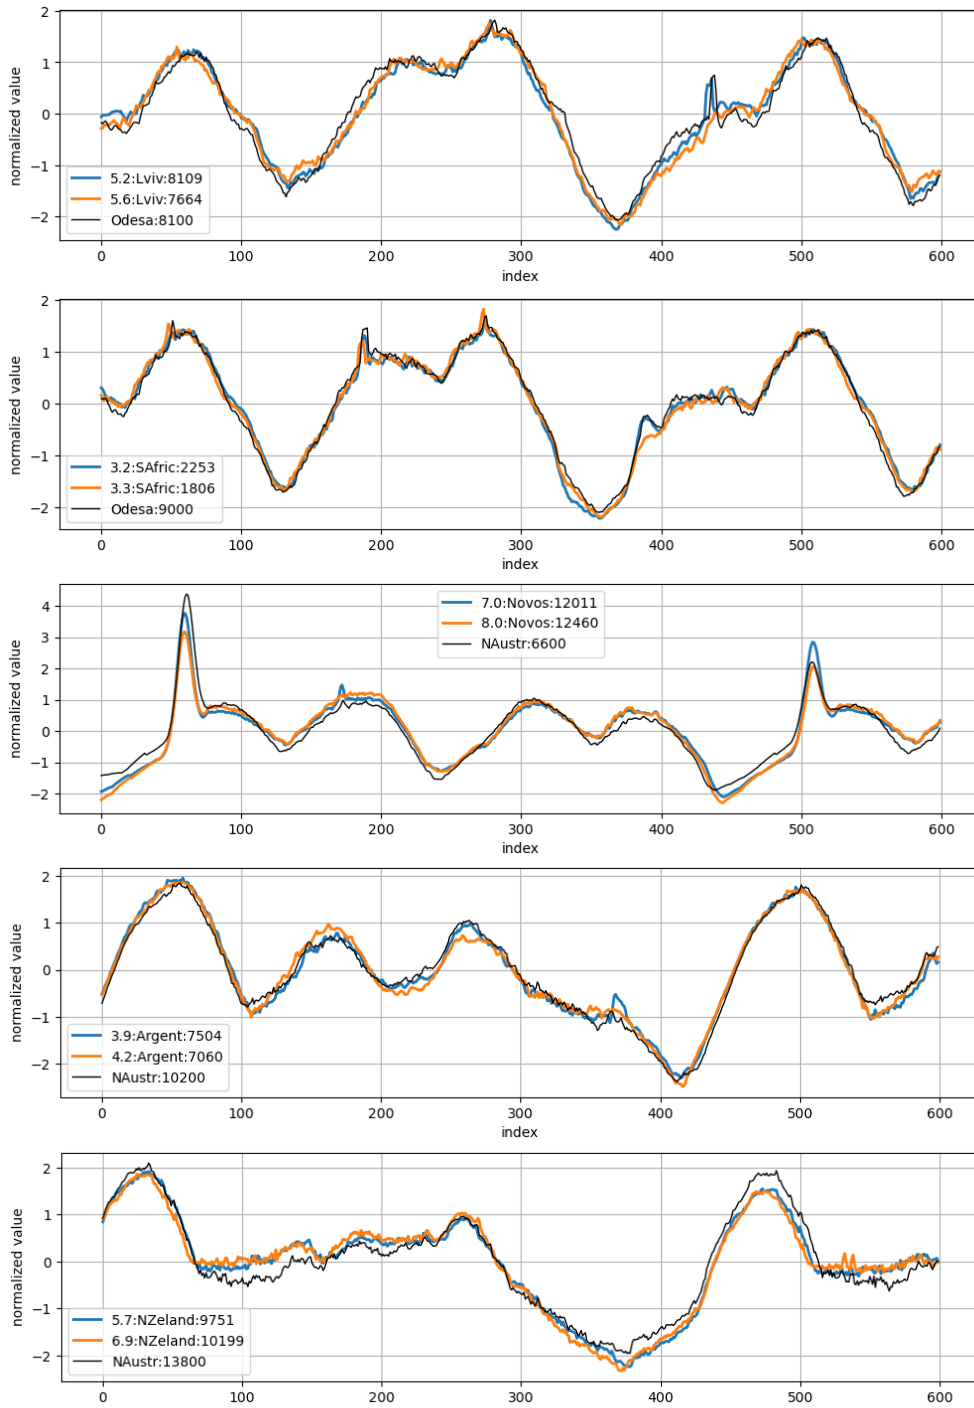 2
1
0
−1
−2
normalized value
5.2:Lviv:8109
5.6:Lviv:7664
Odesa:8100
0 100 200 300 400 500 600
index
2
1
0
−1
−2
normalized value
3.2:SAfric:2253
3.3:SAfric:1806
Odesa:9000
0 100 200 300 400 500 600
index
4
3
2
1
0
−1
−2
normalized value
7.0:Novos:12011
8.0:Novos:12460
NAustr:6600
0 100 200 300 400 500 600
index
2
1
0
−1
−2
normalized value
3.9:Argent:7504
4.2:Argent:7060
NAustr:10200
0 100 200 300 400 500 600
index
2
1
0
−1
−2
normalized value
5.7:NZeland:9751
6.9:NZeland:10199
NAustr:13800
0 100 200 300 400 500 600